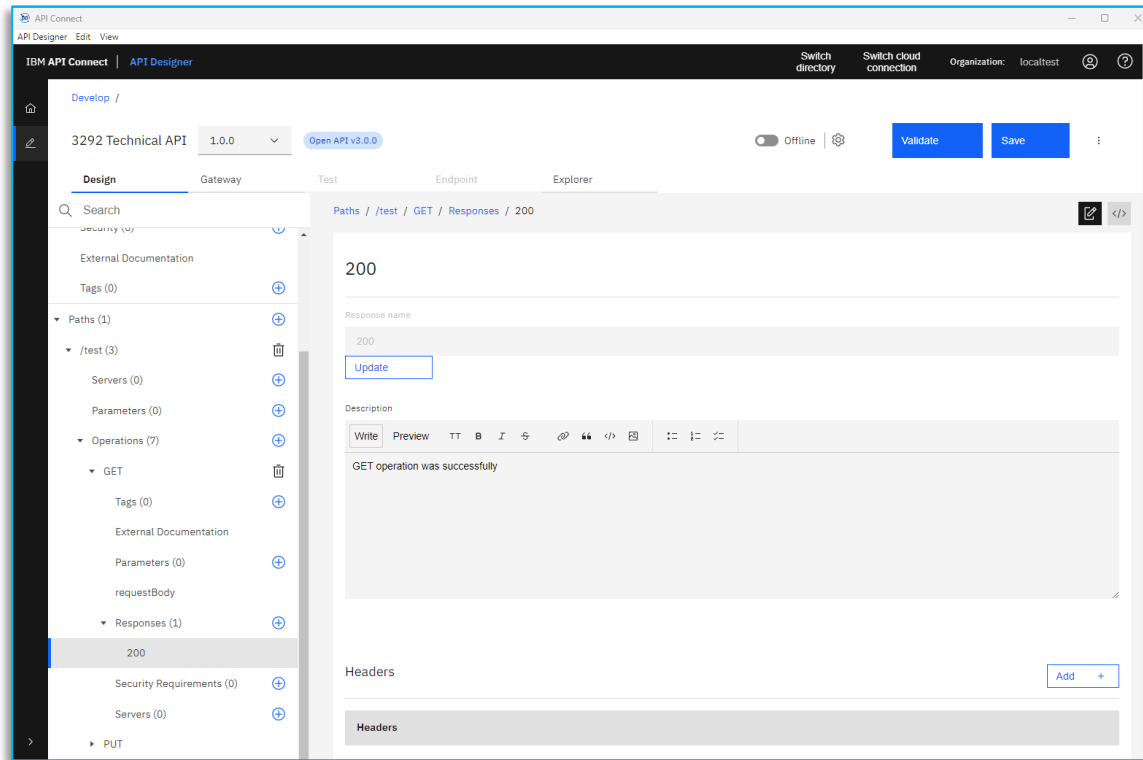 API Connect
API Designer Edit View
IBM API Connect | API Designer
Switch directory
Switch cloud connection
Organization: localtest
Develop /
3292 Technical API
1.0.0
Open API v3.0.0
Offline
Validate
Save
Design
Gateway
Test
Endpoint
Explorer
Search
Paths / /test / GET / Responses / 200
Security (0)
External Documentation
Tags (0)
Paths (1)
/test (3)
Servers (0)
Parameters (0)
Operations (7)
GET
Tags (0)
External Documentation
Parameters (0)
requestBody
Responses (1)
200
Security Requirements (0)
Servers (0)
PUT
200
Response name
200
Update
Description
Write Preview TT B I S
GET operation was successfully
Headers
Add +
Headers